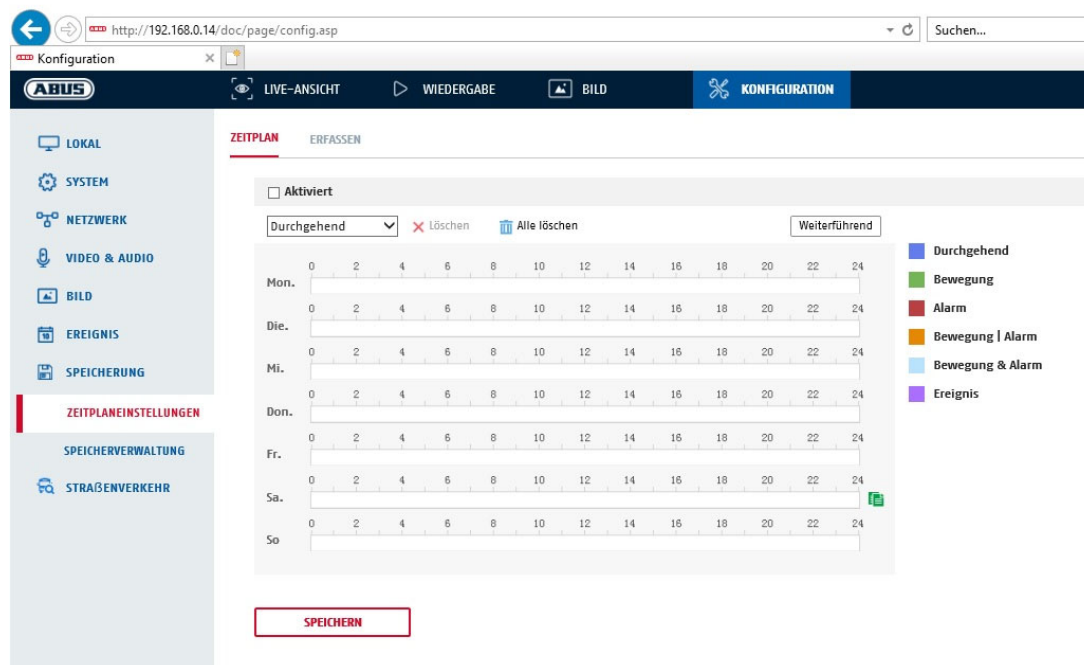 http://192.168.0.14/doc/page/config.asp
Suchen...
Konfiguration
ABUS
LIVE-ANSICHT
WIEDERGABE
BILD
KONFIGURATION
LOKAL
SYSTEM
NETZWERK
VIDEO & AUDIO
BILD
EREIGNIS
SPEICHERUNG
ZEITPLANEINSTELLUNGEN
SPEICHERVERWALTUNG
STRAßENVERKEHR
ZEITPLAN ERFASSEN
Aktiviert
Durchgehend Löschen Alle löschen Weiterführend
0 2 4 6 8 10 12 14 16 18 20 22 24
Mon.
0 2 4 6 8 10 12 14 16 18 20 22 24
Die.
0 2 4 6 8 10 12 14 16 18 20 22 24
Mi.
0 2 4 6 8 10 12 14 16 18 20 22 24
Don.
0 2 4 6 8 10 12 14 16 18 20 22 24
Fr.
0 2 4 6 8 10 12 14 16 18 20 22 24
Sa.
0 2 4 6 8 10 12 14 16 18 20 22 24
So
Durchgehend
Bewegung
Alarm
Bewegung | Alarm
Bewegung & Alarm
Ereignis
SPEICHERN